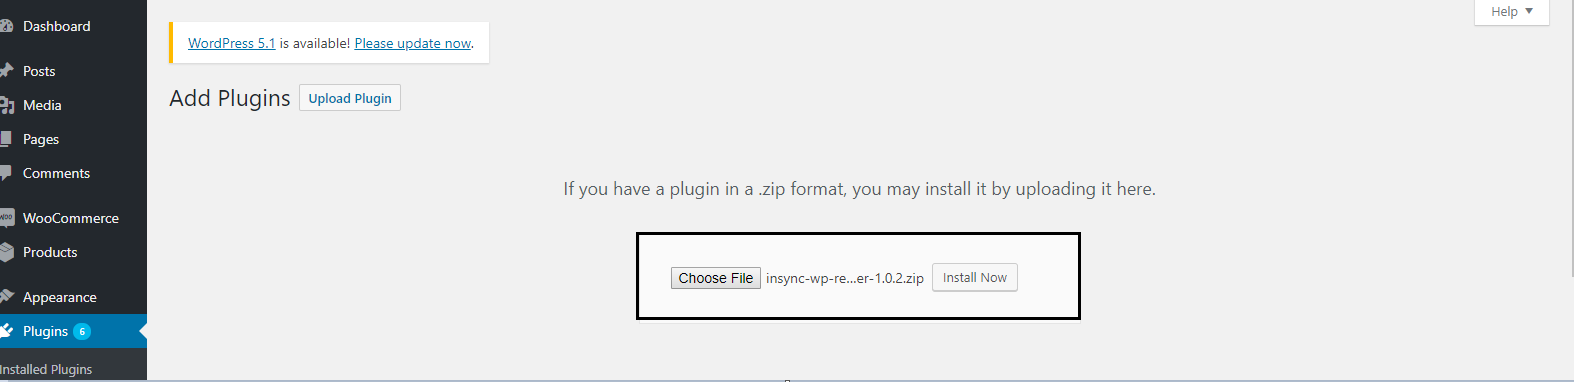 Dashboard
Posts
Media
Pages
Comments
WOO
WooCommerce
Products
Appearance
Plugins 6
Installed Plugins
Help
WordPress 5.1 is available! Please update now.
Add Plugins Upload Plugin
If you have a plugin in a .zip format, you may install it by uploading it here.
Choose File insync-wp-re...er-1.0.2.zip Install Now